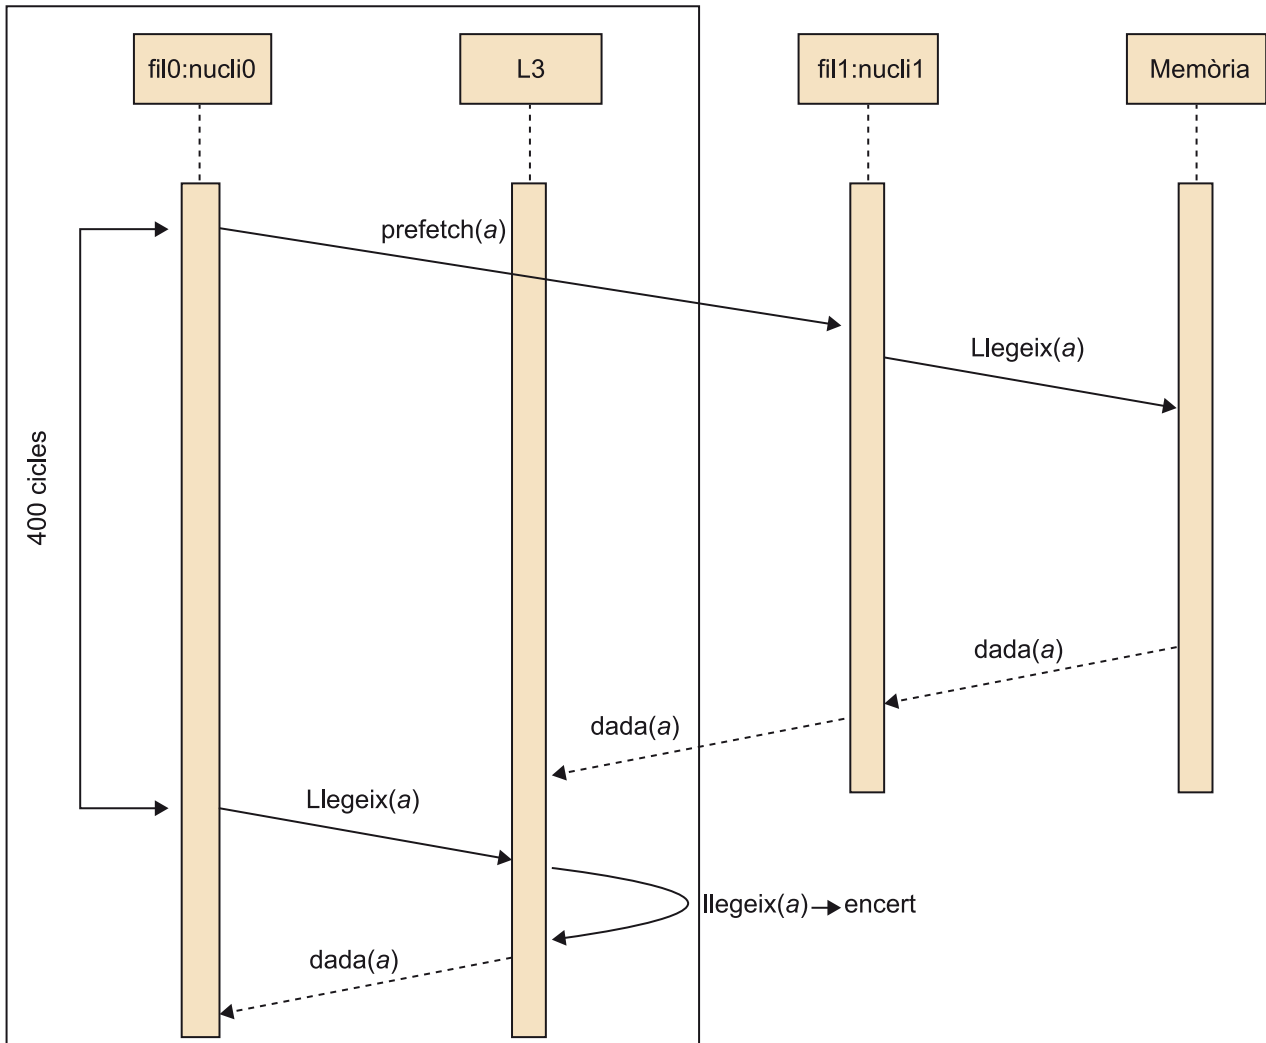 fil0:nucli0
L3
fil1:nucli1
Memòria
prefetch(a)
Llegeix(a)
400 cicles
dada(a)
dada(a)
Llegeix(a)
llegeix(a) → encert
dada(a)